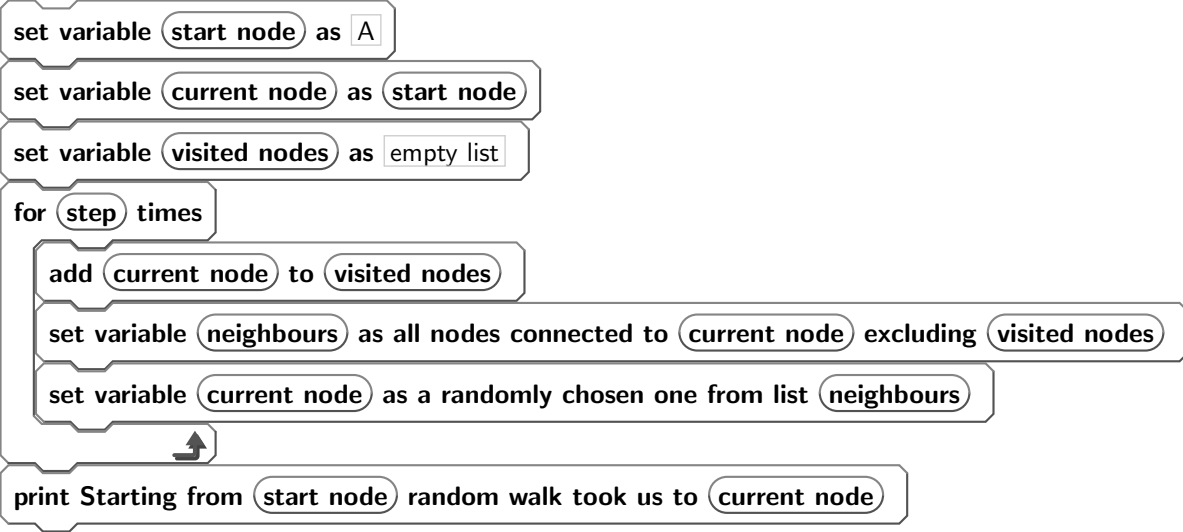 set variable start node as A
set variable current node as start node
set variable visited nodes as empty list
for step times
add current node to visited nodes
set variable neighbours as all nodes connected to current node excluding visited nodes
set variable current node as a randomly chosen one from list neighbours
print Starting from start node random walk took us to current node